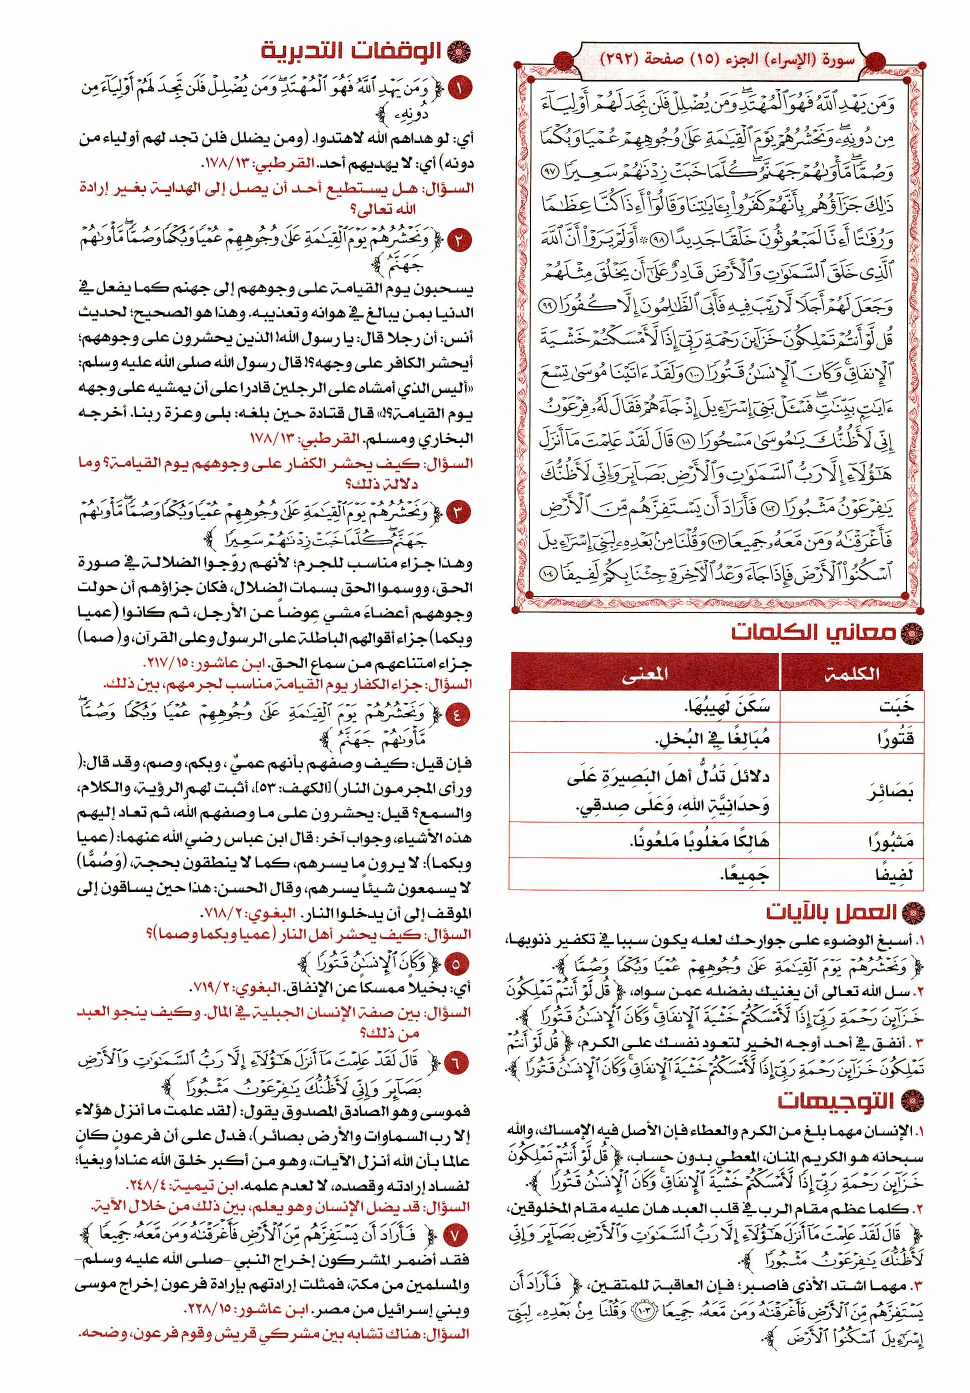 سورة (الإسراء) الجزء (١٥) صفحة (٢٩٢)
وَمَن يَهْدِ ٱللَّهُ فَهُوَ ٱلْمُهْتَدِ ۖ وَمَن يُضْلِلْ فَلَن تَجِدَ لَهُمْ أَوْلِيَآءَ
مِن دُونِهِۦ ۖ وَنَحْشُرُهُمْ يَوْمَ ٱلْقِيَٰمَةِ عَلَىٰ وُجُوهِهِمْ عُمْيًا وَبُكْمًا
وَصُمًّا ۖ مَّأْوَىٰهُمْ جَهَنَّمُ ۖ كُلَّمَا خَبَتْ زِدْنَٰهُمْ سَعِيرًا ٩٧
ذَٰلِكَ جَزَآؤُهُم بِأَنَّهُمْ كَفَرُوا۟ بِـَٔايَٰتِنَا وَقَالُوٓا۟ أَءِذَا كُنَّا عِظَٰمًا
وَرُفَٰتًا أَءِنَّا لَمَبْعُوثُونَ خَلْقًا جَدِيدًا ٩٨ ۞ أَوَلَمْ يَرَوْا۟ أَنَّ ٱللَّهَ
ٱلَّذِى خَلَقَ ٱلسَّمَٰوَٰتِ وَٱلْأَرْضَ قَادِرٌ عَلَىٰٓ أَن يَخْلُقَ مِثْلَهُمْ
وَجَعَلَ لَهُمْ أَجَلًا لَّا رَيْبَ فِيهِ فَأَبَى ٱلظَّٰلِمُونَ إِلَّا كُفُورًا ٩٩
قُل لَّوْ أَنتُمْ تَمْلِكُونَ خَزَآئِنَ رَحْمَةِ رَبِّىٓ إِذًا لَّأَمْسَكْتُمْ خَشْيَةَ
ٱلْإِنفَاقِ ۚ وَكَانَ ٱلْإِنسَٰنُ قَتُورًا ١٠٠ وَلَقَدْ ءَاتَيْنَا مُوسَىٰ تِسْعَ
ءَايَٰتٍۭ بَيِّنَٰتٍ ۖ فَسْـَٔلْ بَنِىٓ إِسْرَٰٓءِيلَ إِذْ جَآءَهُمْ فَقَالَ لَهُۥ فِرْعَوْنُ
إِنِّى لَأَظُنُّكَ يَٰمُوسَىٰ مَسْحُورًا ١٠١ قَالَ لَقَدْ عَلِمْتَ مَآ أَنزَلَ
هَٰٓؤُلَآءِ إِلَّا رَبُّ ٱلسَّمَٰوَٰتِ وَٱلْأَرْضِ بَصَآئِرَ وَإِنِّى لَأَظُنُّكَ
يَٰفِرْعَوْنُ مَثْبُورًا ١٠٢ فَأَرَادَ أَن يَسْتَفِزَّهُم مِّنَ ٱلْأَرْضِ
فَأَغْرَقْنَٰهُ وَمَن مَّعَهُۥ جَمِيعًا ١٠٣ وَقُلْنَا مِنۢ بَعْدِهِۦ لِبَنِىٓ إِسْرَٰٓءِيلَ
ٱسْكُنُوا۟ ٱلْأَرْضَ فَإِذَا جَآءَ وَعْدُ ٱلْءَاخِرَةِ جِئْنَا بِكُمْ لَفِيفًا ١٠٤
معاني الكلمات
الكلمة المعنى
خَبَت سَكَنَ لَهِيبُهَا.
قَتُورًا مُبَالِغًا فِي البُخلِ.
بَصَائِرَ دلائلَ تَدُلُّ أهلَ البَصِيرَةِ عَلَى
وَحدَانِيَّةِ اللهِ، وَعَلَى صِدقِي.
مَثبُورًا هَالِكًا مَغلُوبًا مَلعُونًا.
لَفِيفًا جَمِيعًا.
العمل بالآيات
١. أسبغ الوضوء على جوارحك لعله يكون سببا في تكفير ذنوبها،
﴿ وَنَحْشُرُهُمْ يَوْمَ ٱلْقِيَٰمَةِ عَلَىٰ وُجُوهِهِمْ عُمْيًا وَبُكْمًا وَصُمًّا ﴾.
٢. سل الله تعالى أن يغنيك بفضله عمن سواه، ﴿ قُل لَّوْ أَنتُمْ تَمْلِكُونَ
خَزَآئِنَ رَحْمَةِ رَبِّىٓ إِذًا لَّأَمْسَكْتُمْ خَشْيَةَ ٱلْإِنفَاقِ ۚ وَكَانَ ٱلْإِنسَٰنُ قَتُورًا ﴾.
٣. أنفق في أحد أوجه الخير لتعود نفسك على الكرم، ﴿ قُل لَّوْ أَنتُمْ
تَمْلِكُونَ خَزَآئِنَ رَحْمَةِ رَبِّىٓ إِذًا لَّأَمْسَكْتُمْ خَشْيَةَ ٱلْإِنفَاقِ ۚ وَكَانَ ٱلْإِنسَٰنُ قَتُورًا ﴾.
التوجيهات
١. الإنسان مهما بلغ من الكرم والعطاء فإن الأصل فيه الإمساك، والله
سبحانه هو الكريم المنان، المعطي بدون حساب، ﴿ قُل لَّوْ أَنتُمْ تَمْلِكُونَ
خَزَآئِنَ رَحْمَةِ رَبِّىٓ إِذًا لَّأَمْسَكْتُمْ خَشْيَةَ ٱلْإِنفَاقِ ۚ وَكَانَ ٱلْإِنسَٰنُ قَتُورًا ﴾.
٢. كلما عظم مقام الرب في قلب العبد هان عليه مقام المخلوقين،
﴿ قَالَ لَقَدْ عَلِمْتَ مَآ أَنزَلَ هَٰٓؤُلَآءِ إِلَّا رَبُّ ٱلسَّمَٰوَٰتِ وَٱلْأَرْضِ بَصَآئِرَ وَإِنِّى
لَأَظُنُّكَ يَٰفِرْعَوْنُ مَثْبُورًا ﴾.
٣. مهما اشتد الأذى فاصبر؛ فإن العاقبة للمتقين، ﴿ فَأَرَادَ أَن
يَسْتَفِزَّهُم مِّنَ ٱلْأَرْضِ فَأَغْرَقْنَٰهُ وَمَن مَّعَهُۥ جَمِيعًا ١٠٣ وَقُلْنَا مِنۢ بَعْدِهِۦ لِبَنِىٓ
إِسْرَٰٓءِيلَ ٱسْكُنُوا۟ ٱلْأَرْضَ ﴾.
الوقفات التدبرية
١ ﴿ وَمَن يَهْدِ ٱللَّهُ فَهُوَ ٱلْمُهْتَدِ ۖ وَمَن يُضْلِلْ فَلَن تَجِدَ لَهُمْ أَوْلِيَآءَ مِن
دُونِهِۦ ﴾
أي: لو هداهم الله لاهتدوا. (ومن يضلل فلن تجد لهم أولياء من
دونه) أي: لا يهديهم أحد. القرطبي: ١٧٨/١٣.
السؤال: هل يستطيع أحد أن يصل إلى الهداية بغير إرادة
الله تعالى؟
٢ ﴿ وَنَحْشُرُهُمْ يَوْمَ ٱلْقِيَٰمَةِ عَلَىٰ وُجُوهِهِمْ عُمْيًا وَبُكْمًا وَصُمًّا ۖ مَّأْوَىٰهُمْ
جَهَنَّمُ ﴾
يسحبون يوم القيامة على وجوههم إلى جهنم كما يفعل في
الدنيا بمن يبالغ في هوانه وتعذيبه. وهذا هو الصحيح؛ لحديث
أنس: أن رجلا قال: يا رسول الله! الذين يحشرون على وجوههم؛
أيحشر الكافر على وجهه؟! قال رسول الله صلى الله عليه وسلم:
«أليس الذي أمشاه على الرجلين قادرا على أن يمشيه على وجهه
يوم القيامة؟!» قال قتادة حين بلغه: بلى وعزة ربنا. أخرجه
البخاري ومسلم. القرطبي: ١٧٨/١٣
السؤال: كيف يحشر الكفار على وجوههم يوم القيامة؟ وما
دلالة ذلك؟
٣ ﴿ وَنَحْشُرُهُمْ يَوْمَ ٱلْقِيَٰمَةِ عَلَىٰ وُجُوهِهِمْ عُمْيًا وَبُكْمًا وَصُمًّا ۖ مَّأْوَىٰهُمْ
جَهَنَّمُ ۖ كُلَّمَا خَبَتْ زِدْنَٰهُمْ سَعِيرًا ﴾
وهذا جزاء مناسب للجرم؛ لأنهم روّجوا الضلالة في صورة
الحق، ووسموا الحق بسمات الضلال، فكان جزاؤهم أن حولت
وجوههم أعضاءَ مشي عِوضاً عن الأرجل، ثم كانوا (عميا
وبكما) جزاء أقوالهم الباطلة على الرسول وعلى القرآن، و( صما)
جزاء امتناعهم من سماع الحق. ابن عاشور: ٢١٧/١٥.
السؤال: جزاء الكفار يوم القيامة مناسب لجرمهم، بين ذلك.
٤ ﴿ وَنَحْشُرُهُمْ يَوْمَ ٱلْقِيَٰمَةِ عَلَىٰ وُجُوهِهِمْ عُمْيًا وَبُكْمًا وَصُمًّا ۖ
مَّأْوَىٰهُمْ جَهَنَّمُ ﴾
فإن قيل: كيف وصفهم بأنهم عميٌ، وبكم، وصم، وقد قال: (
ورأى المجرمون النار) [الكهف: ٥٣]، أثبت لهم الرؤية، والكلام،
والسمع؟ قيل: يحشرون على ما وصفهم الله، ثم تعاد إليهم
هذه الأشياء، وجواب آخر: قال ابن عباس رضي الله عنهما: (عميا
وبكما): لا يرون ما يسرهم، كما لا ينطقون بحجة، (وَصُمًّا)
لا يسمعون شيئاً يسرهم، وقال الحسن: هذا حين يساقون إلى
الموقف إلى أن يدخلوا النار. البغوي: ٧١٨/٢.
السؤال: كيف يحشر أهل النار (عميا وبكما وصما)؟
٥ ﴿ وَكَانَ ٱلْإِنسَٰنُ قَتُورًا ﴾
أي: بخيلاً ممسكاً عن الإنفاق. البغوي: ٧١٩/٢.
السؤال: بين صفة الإنسان الجبلية في المال. وكيف ينجو العبد
من ذلك؟
٦ ﴿ قَالَ لَقَدْ عَلِمْتَ مَآ أَنزَلَ هَٰٓؤُلَآءِ إِلَّا رَبُّ ٱلسَّمَٰوَٰتِ وَٱلْأَرْضِ
بَصَآئِرَ وَإِنِّى لَأَظُنُّكَ يَٰفِرْعَوْنُ مَثْبُورًا ﴾
فموسى وهو الصادق المصدوق يقول: (لقد علمت ما أنزل هؤلاء
إلا رب السماوات والأرض بصائر)، فدل على أن فرعون كان
عالما بأن الله أنزل الآيات، وهو من أكبر خلق الله عناداً وبغياً؛
لفساد إرادته وقصده، لا لعدم علمه. ابن تيمية: ٢٤٨/٤.
السؤال: قد يضل الإنسان وهو يعلم، بين ذلك من خلال الآية.
٧ ﴿ فَأَرَادَ أَن يَسْتَفِزَّهُم مِّنَ ٱلْأَرْضِ فَأَغْرَقْنَٰهُ وَمَن مَّعَهُۥ جَمِيعًا ﴾
فقد أضمر المشركون إخراج النبي -صلى الله عليه وسلم-
والمسلمين من مكة، فمثلت إرادتهم بإرادة فرعون إخراج موسى
وبني إسرائيل من مصر. ابن عاشور: ٢٢٨/١٥.
السؤال: هناك تشابه بين مشركي قريش وقوم فرعون، وضحه.